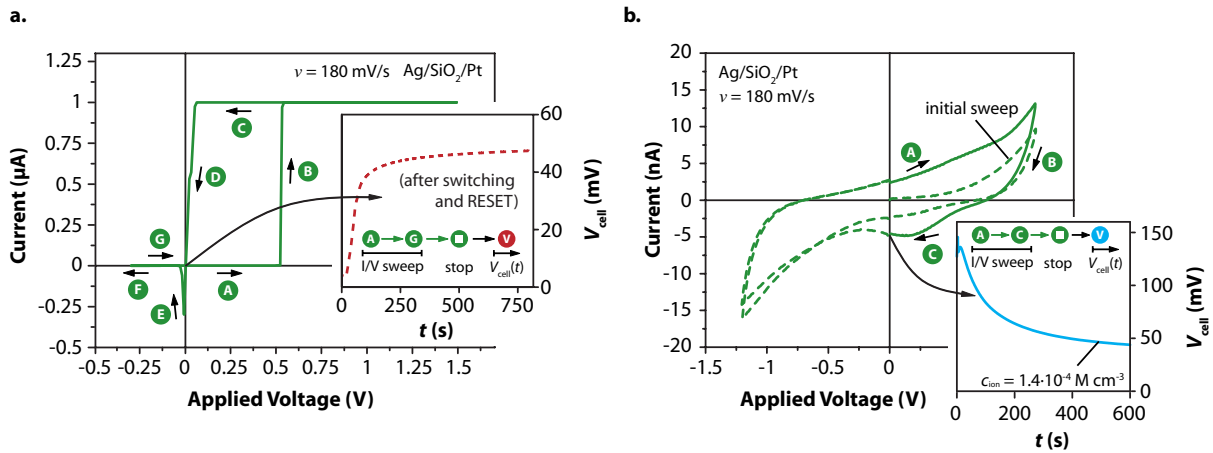 a.
1.25
1
0.75
0.5
0.25
0
-0.25
-0.5
Current (µA)
-0.5
-0.25
0
0.25
0.5
0.75
1
1.25
1.5
Applied Voltage (V)
ν = 180 mV/s
Ag/SiO2/Pt
C
D
B
G
F
A
E
60
40
20
0
Vcell (mV)
(after switching
and RESET)
A G V
I/V sweep stop Vcell(t)
0
250
500
750
t (s)
b.
20
15
10
5
0
-5
-10
-15
-20
Current (nA)
-1.5
-1
-0.5
0
Applied Voltage (V)
Ag/SiO2/Pt
ν = 180 mV/s
initial sweep
A
B
C
150
100
50
0
Vcell (mV)
A C V
I/V sweep stop Vcell(t)
cion = 1.4·10-4 M cm-3
0
200
400
600
t (s)